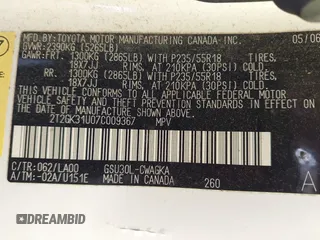 MFD.BY:TOYOTA MOTOR MANUFACTURING CANADA.INC. 05/06
GVWR:2390KG (5265LB)
GAWR:FRT. 1300KG (2865LB) WITH P235/55R18 TIRES,
18X7JJ RIMS, AT 210KPA (30PSI) COLD
RR. 1300KG (2865LB) WITH P235/55R18 TIRES,
18X7JJ RIMS, AT 210KPA (30PSI) COLD
THIS VEHICLE CONFORMS TO ALL APPLICABLE FEDERAL MOTOR
VEHICLE SAFETY AND BUMPER STANDARDS IN EFFECT ON
THE DATE OF MANUFACTURE SHOWN ABOVE.
2T2GK31U07C009367 MPV
C/TR:062/LA00 GSU30L-CWAGKA
A/TM:-02A/U151E MADE IN CANADA 260
A
DISMISS.COM